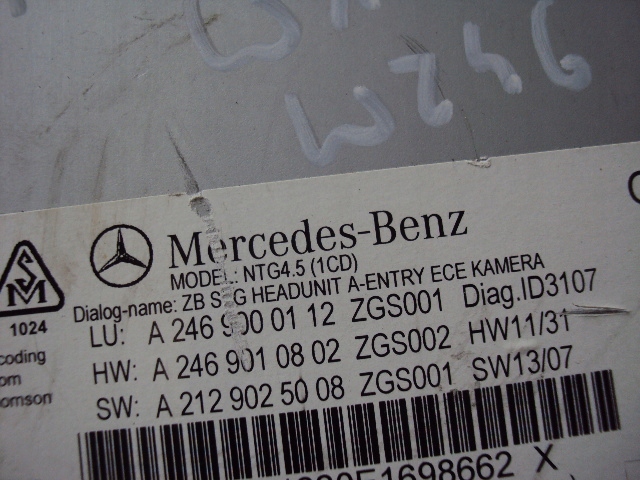 W246
Mercedes-Benz
MODEL: NTG4.5 (1CD)
Dialog-name: ZB HEADUNIT A-ENTRY ECE KAMERA
LU: A 246 900 01 12 ZGS001 Diag.ID3107
HW: A 246 901 08 02 ZGS002 HW11/31
SW: A 212 902 50 08 ZGS001 SW13/07
SM
1024
coding
om
omson
1698662 X